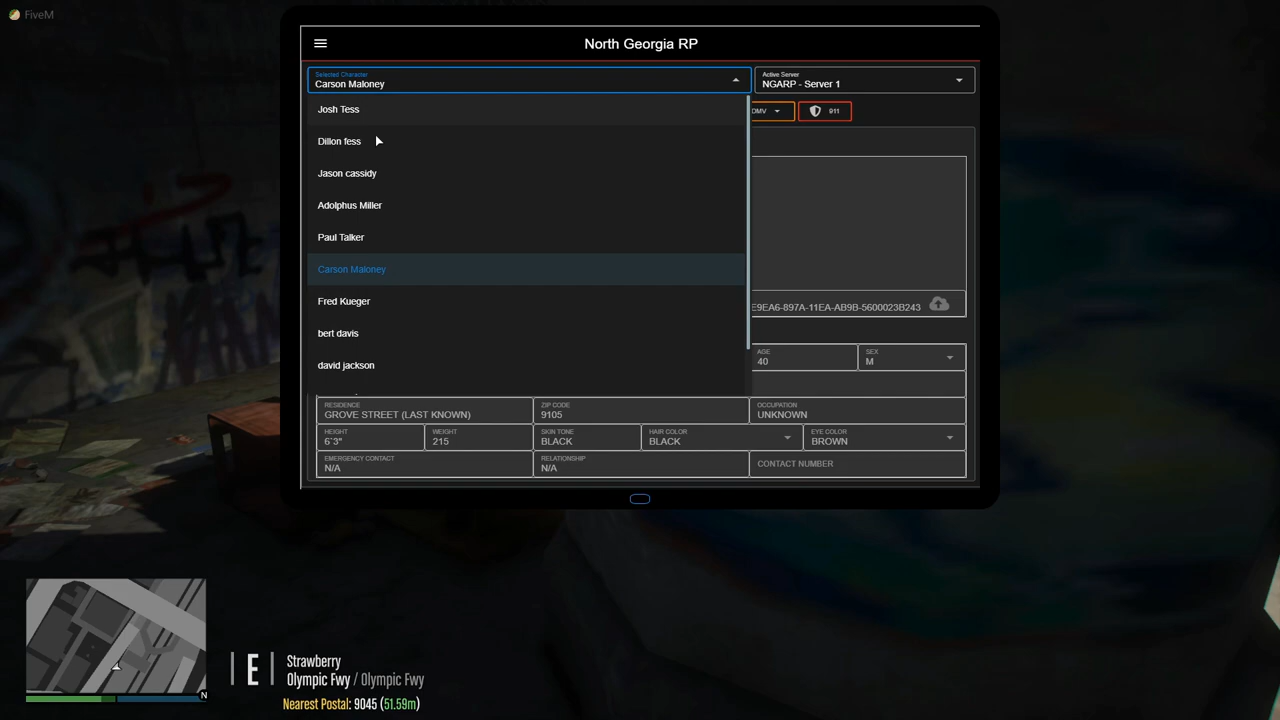 FiveM
North Georgia RP
Selected Character
Carson Maloney
Active Server
NGARP - Server 1
Josh Tess
DMV
911
Dillon fess
Jason cassidy
Adolphus Miller
Paul Talker
Carson Maloney
Fred Kueger
E9EA6-897A-11EA-AB9B-5600023B243
bert davis
david jackson
AGE
40
SEX
M
RESIDENCE
GROVE STREET (LAST KNOWN)
ZIP CODE
9105
OCCUPATION
UNKNOWN
HEIGHT
6'3"
WEIGHT
215
SIGN TONE
BLACK
HAIR COLOR
BLACK
EYE COLOR
BROWN
EMERGENCY CONTACT
N/A
RELATIONSHIP
N/A
CONTACT NUMBER
N
E
Strawberry
Olympic Fwy / Olympic Fwy
Nearest Postal: 9045 (51.59m)